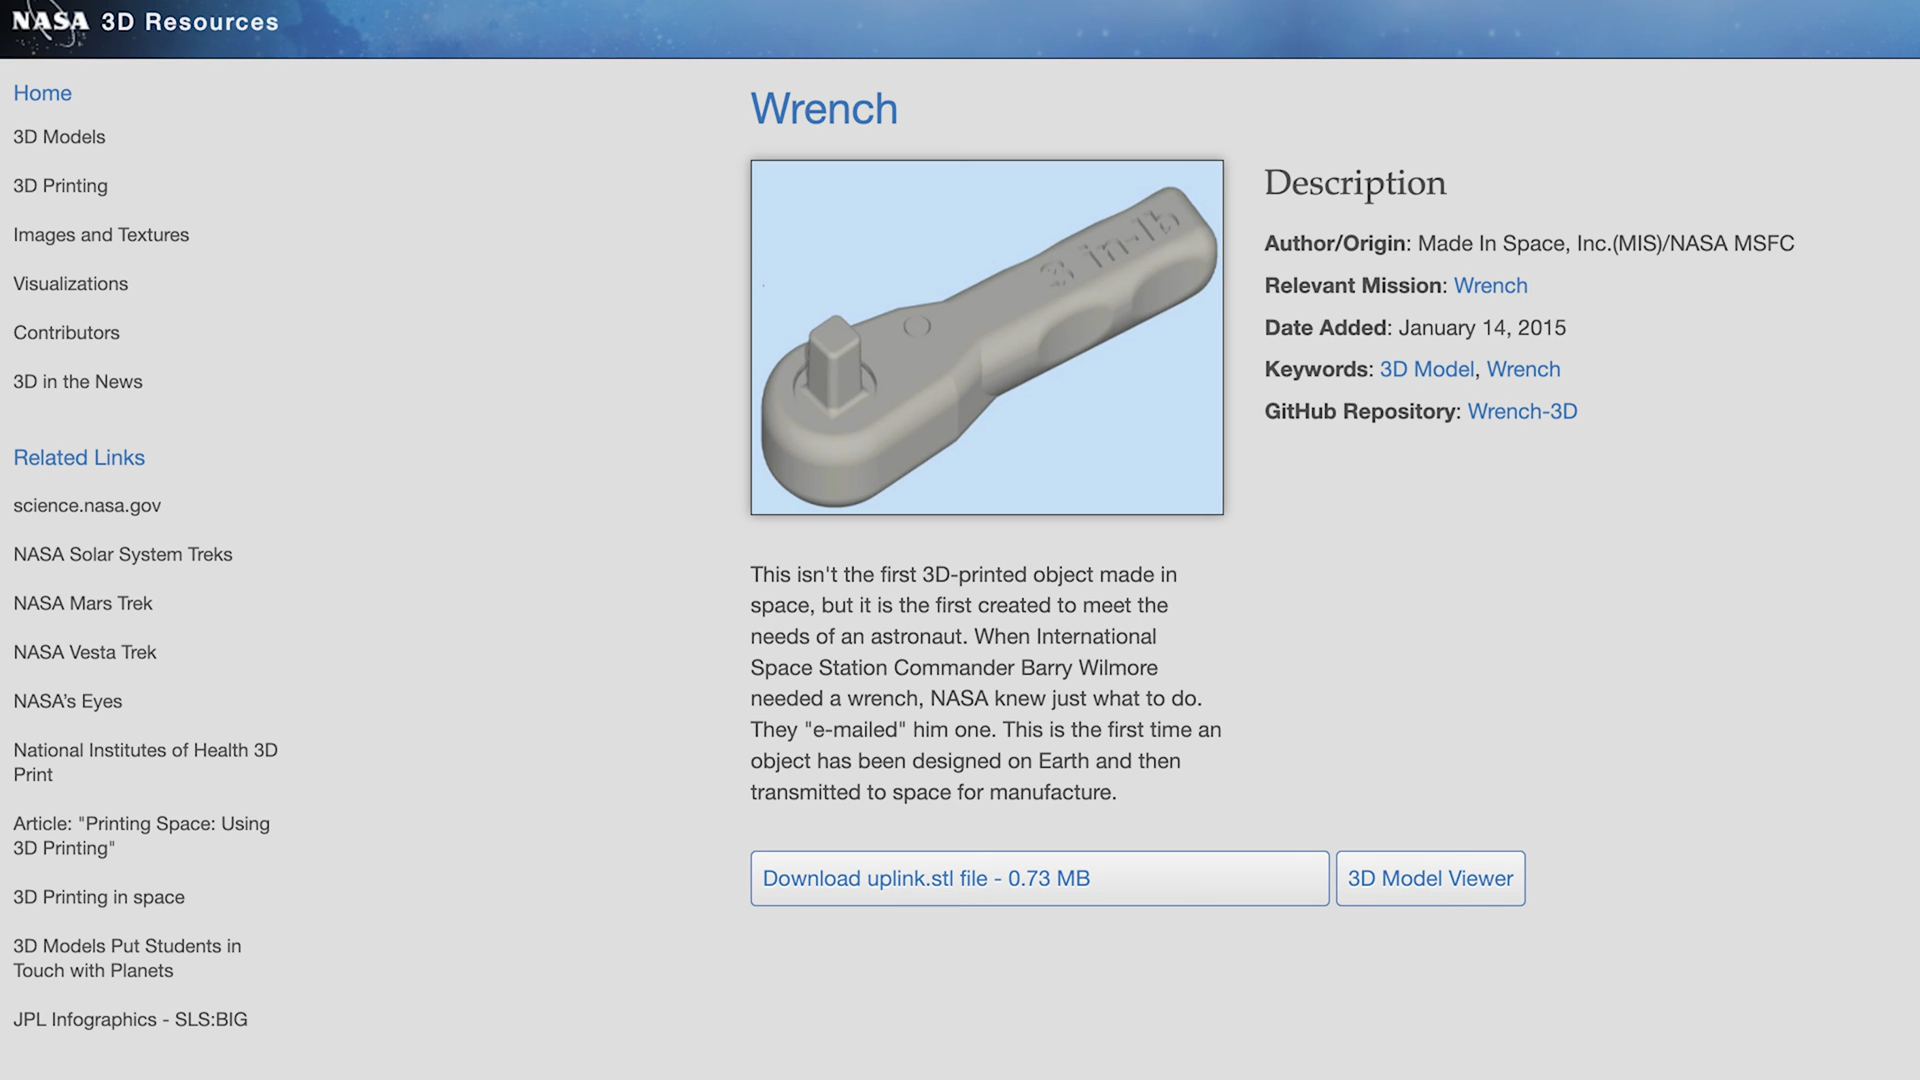 NASA 3D Resources
Home
3D Models
3D Printing
Images and Textures
Visualizations
Contributors
3D in the News
Related Links
science.nasa.gov
NASA Solar System Treks
NASA Mars Trek
NASA Vesta Trek
NASA's Eyes
National Institutes of Health 3D
Print
Article: "Printing Space: Using
3D Printing"
3D Printing in space
3D Models Put Students in
Touch with Planets
JPL Infographics - SLS:BIG
Wrench
3 in-lb
This isn't the first 3D-printed object made in
space, but it is the first created to meet the
needs of an astronaut. When International
Space Station Commander Barry Wilmore
needed a wrench, NASA knew just what to do.
They "e-mailed" him one. This is the first time an
object has been designed on Earth and then
transmitted to space for manufacture.
Description
Author/Origin: Made In Space, Inc.(MIS)/NASA MSFC
Relevant Mission: Wrench
Date Added: January 14, 2015
Keywords: 3D Model, Wrench
GitHub Repository: Wrench-3D
Download uplink.stl file - 0.73 MB
3D Model Viewer